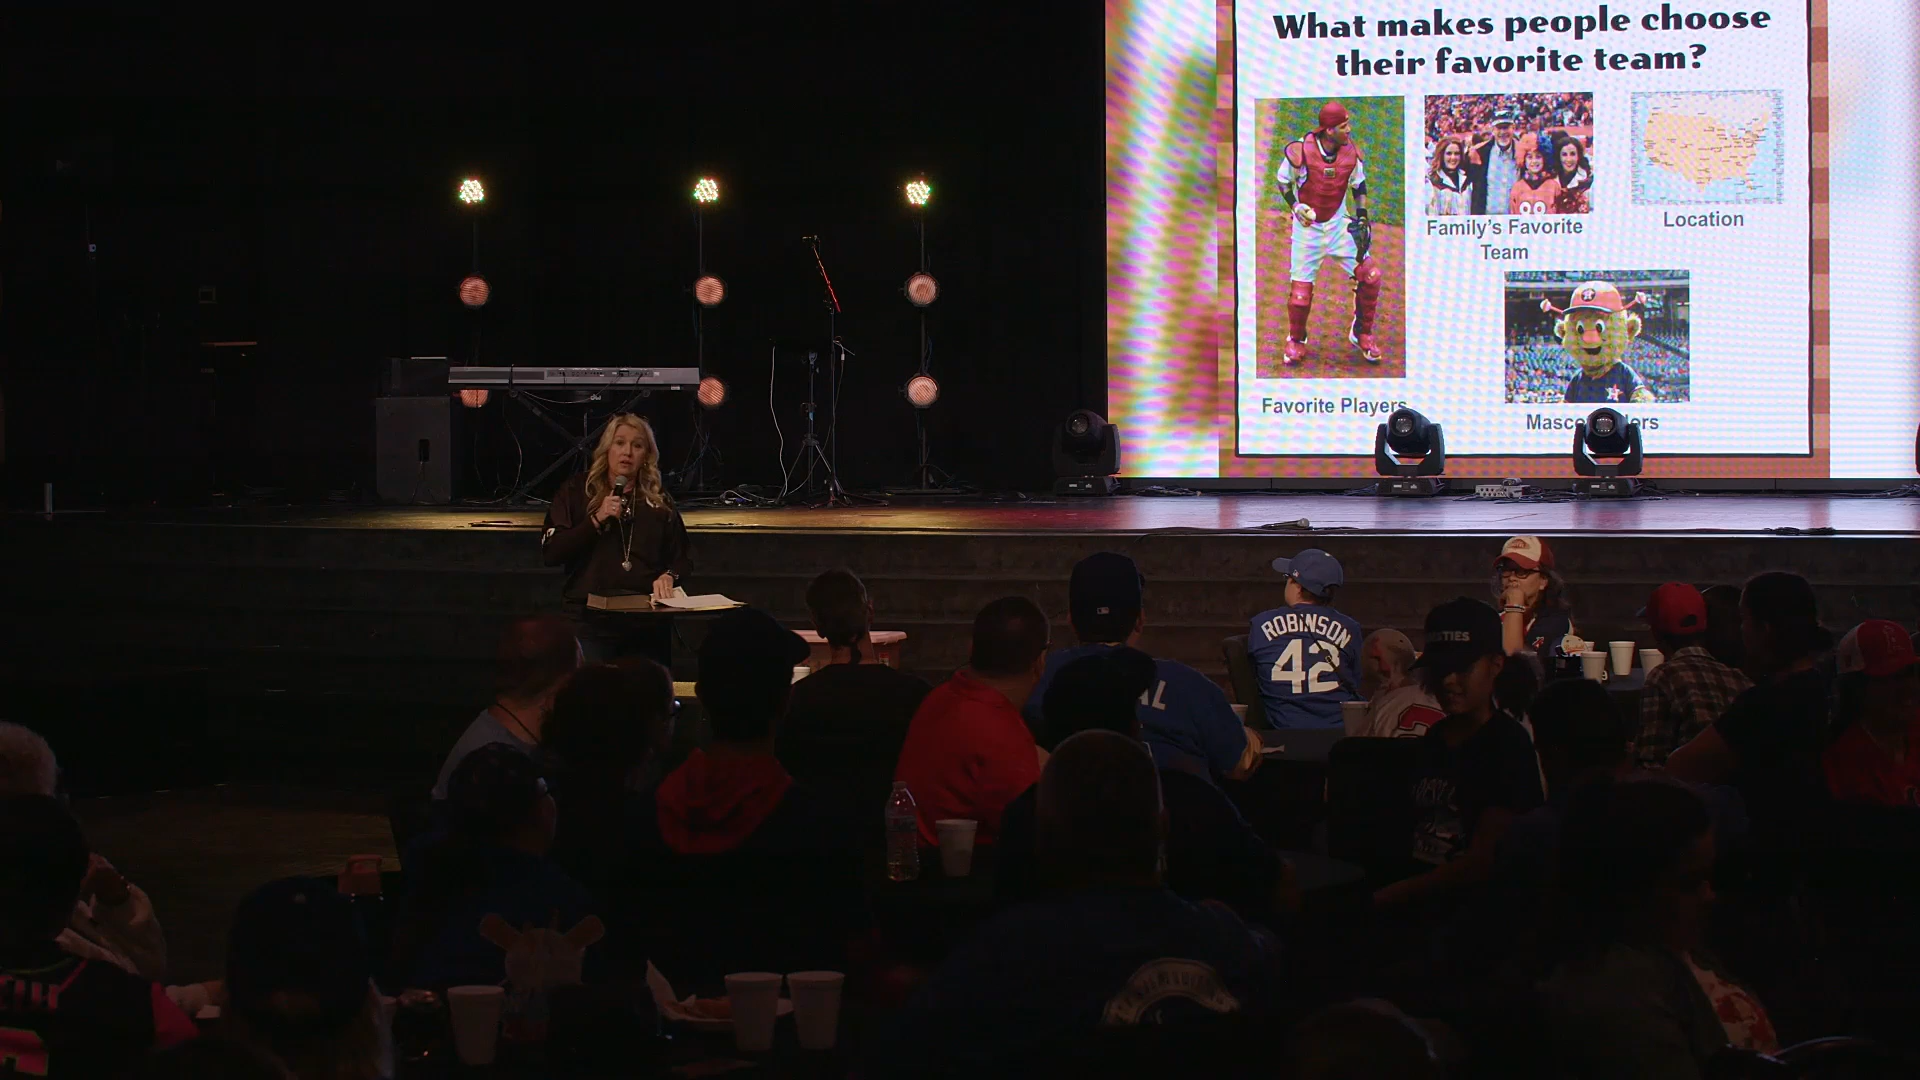 What makes people choose
their favorite team?
Family's Favorite
Team
Location
Favorite Players
ROBINSON
42